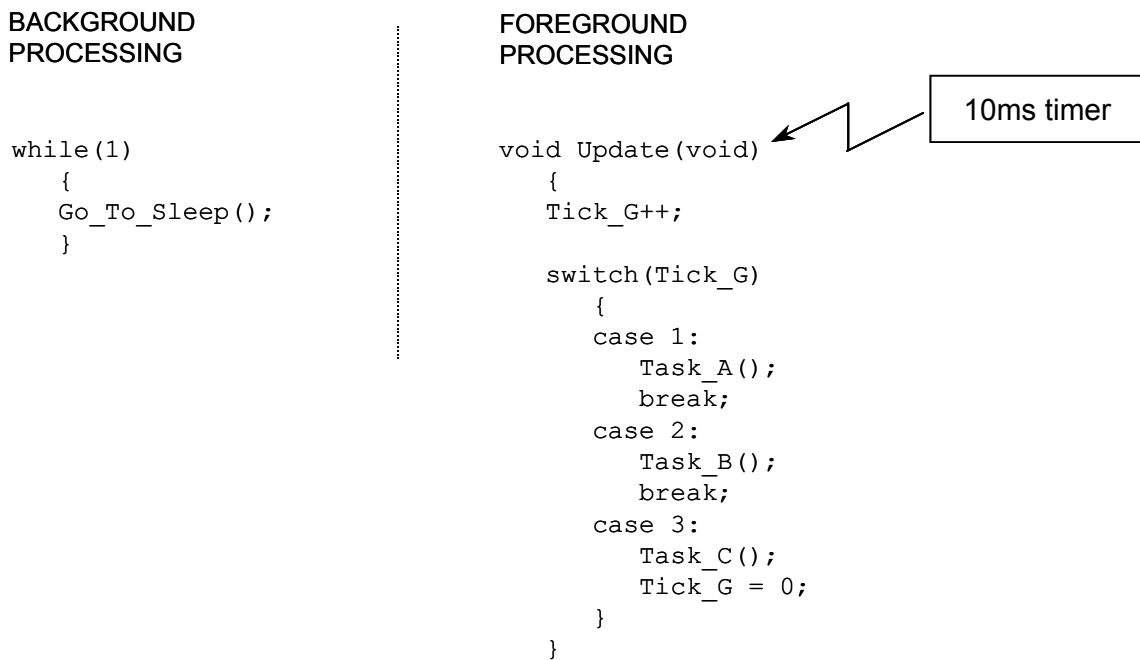 BACKGROUND
PROCESSING
while(1)
{
Go_To_Sleep();
}
FOREGROUND
PROCESSING
10ms timer
void Update(void)
{
Tick_G++;
switch(Tick_G)
{
case 1:
Task_A();
break;
case 2:
Task_B();
break;
case 3:
Task_C();
Tick_G = 0;
}
}